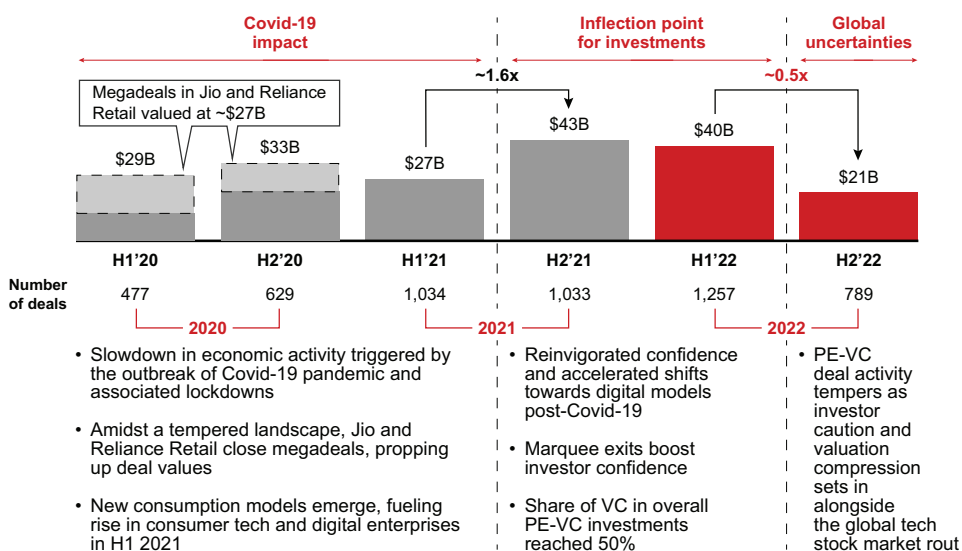 Covid-19
impact
Inflection point
for investments
Global
uncertainties
~1.6x
~0.5x
Megadeals in Jio and Reliance
Retail valued at ~$27B
$29B
$33B
$27B
$43B
$40B
$21B
H1’20
H2’20
H1’21
H2’21
H1’22
H2’22
Number
of deals
477
629
1,034
1,033
1,257
789
2020
2021
2022
• Slowdown in economic activity triggered by
the outbreak of Covid-19 pandemic and
associated lockdowns
• Amidst a tempered landscape, Jio and
Reliance Retail close megadeals, propping
up deal values
• New consumption models emerge, fueling
rise in consumer tech and digital enterprises
in H1 2021
• Reinvigorated confidence
and accelerated shifts
towards digital models
post-Covid-19
• Marquee exits boost
investor confidence
• Share of VC in overall
PE-VC investments
reached 50%
• PE-VC
deal activity
tempers as
investor
caution and
valuation
compression
sets in
alongside
the global tech
stock market rout